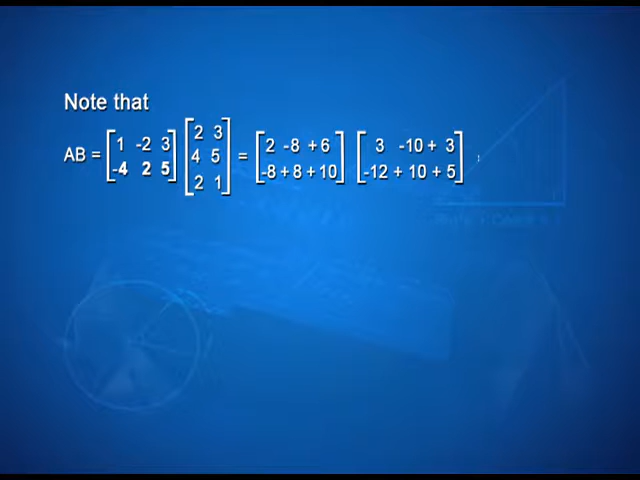 Note that
AB = [1 -2 3] [2 3] = [2 -8 +6] [3 -10 + 3]
[-4 2 5] [4 5] [-8 + 8 + 10] [-12 + 10 + 5]
[2 1]